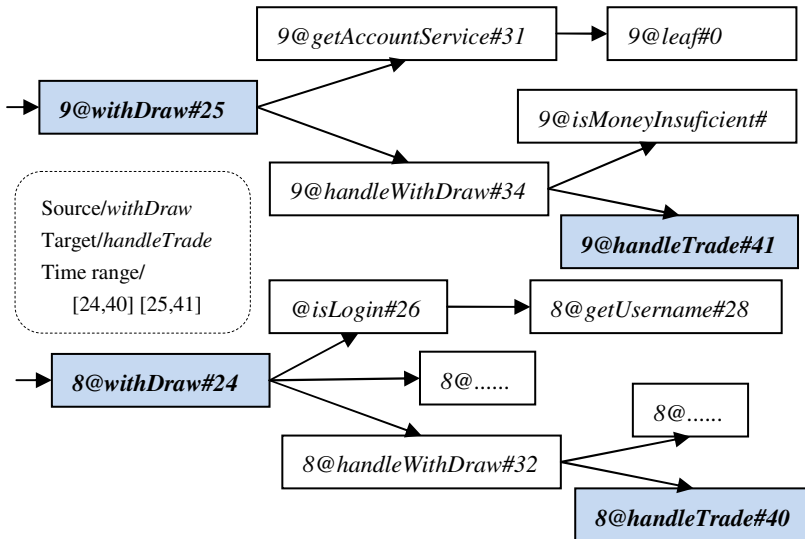 9@getAccountService#31
9@leaf#0
9@withDraw#25
9@isMoneyInsuficient#
9@handleWithDraw#34
9@handleTrade#41
Source/withDraw
Target/handleTrade
Time range/
[24,40] [25,41]
@isLogin#26
8@getUsername#28
8@withDraw#24
8@......
8@......
8@handleWithDraw#32
8@handleTrade#40